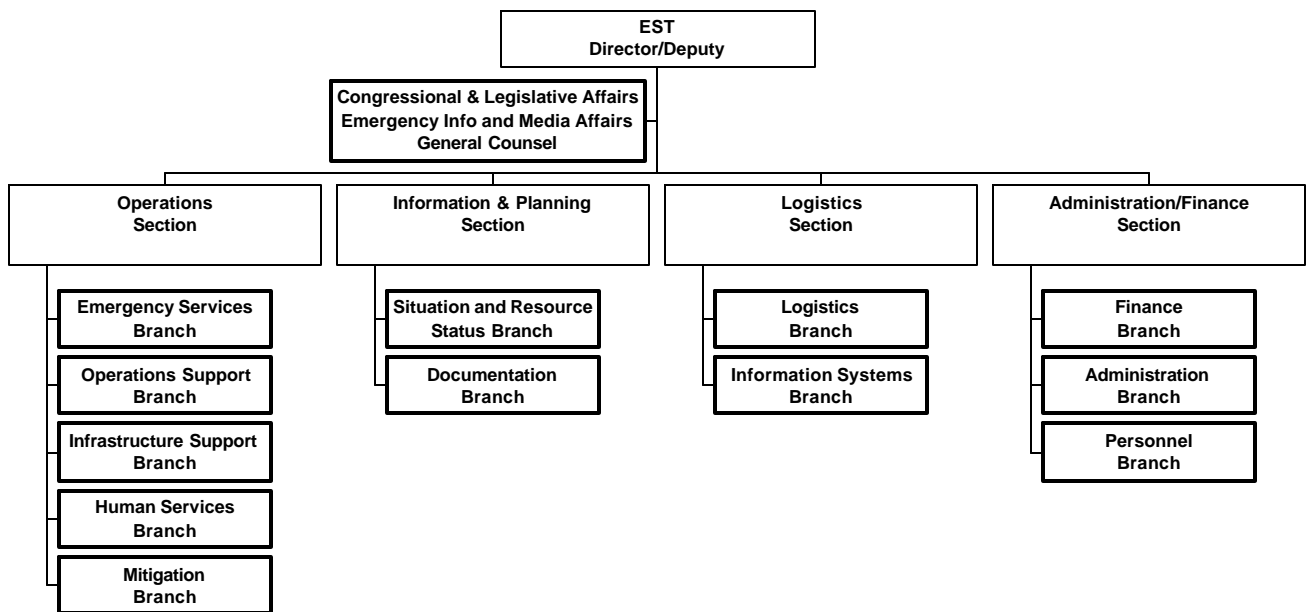 EST
Director/Deputy
Congressional & Legislative Affairs
Emergency Info and Media Affairs
General Counsel
Operations
Section
Information & Planning
Section
Logistics
Section
Administration/Finance
Section
Emergency Services
Branch
Operations Support
Branch
Infrastructure Support
Branch
Human Services
Branch
Mitigation
Branch
Situation and Resource
Status Branch
Documentation
Branch
Logistics
Branch
Information Systems
Branch
Finance
Branch
Administration
Branch
Personnel
Branch